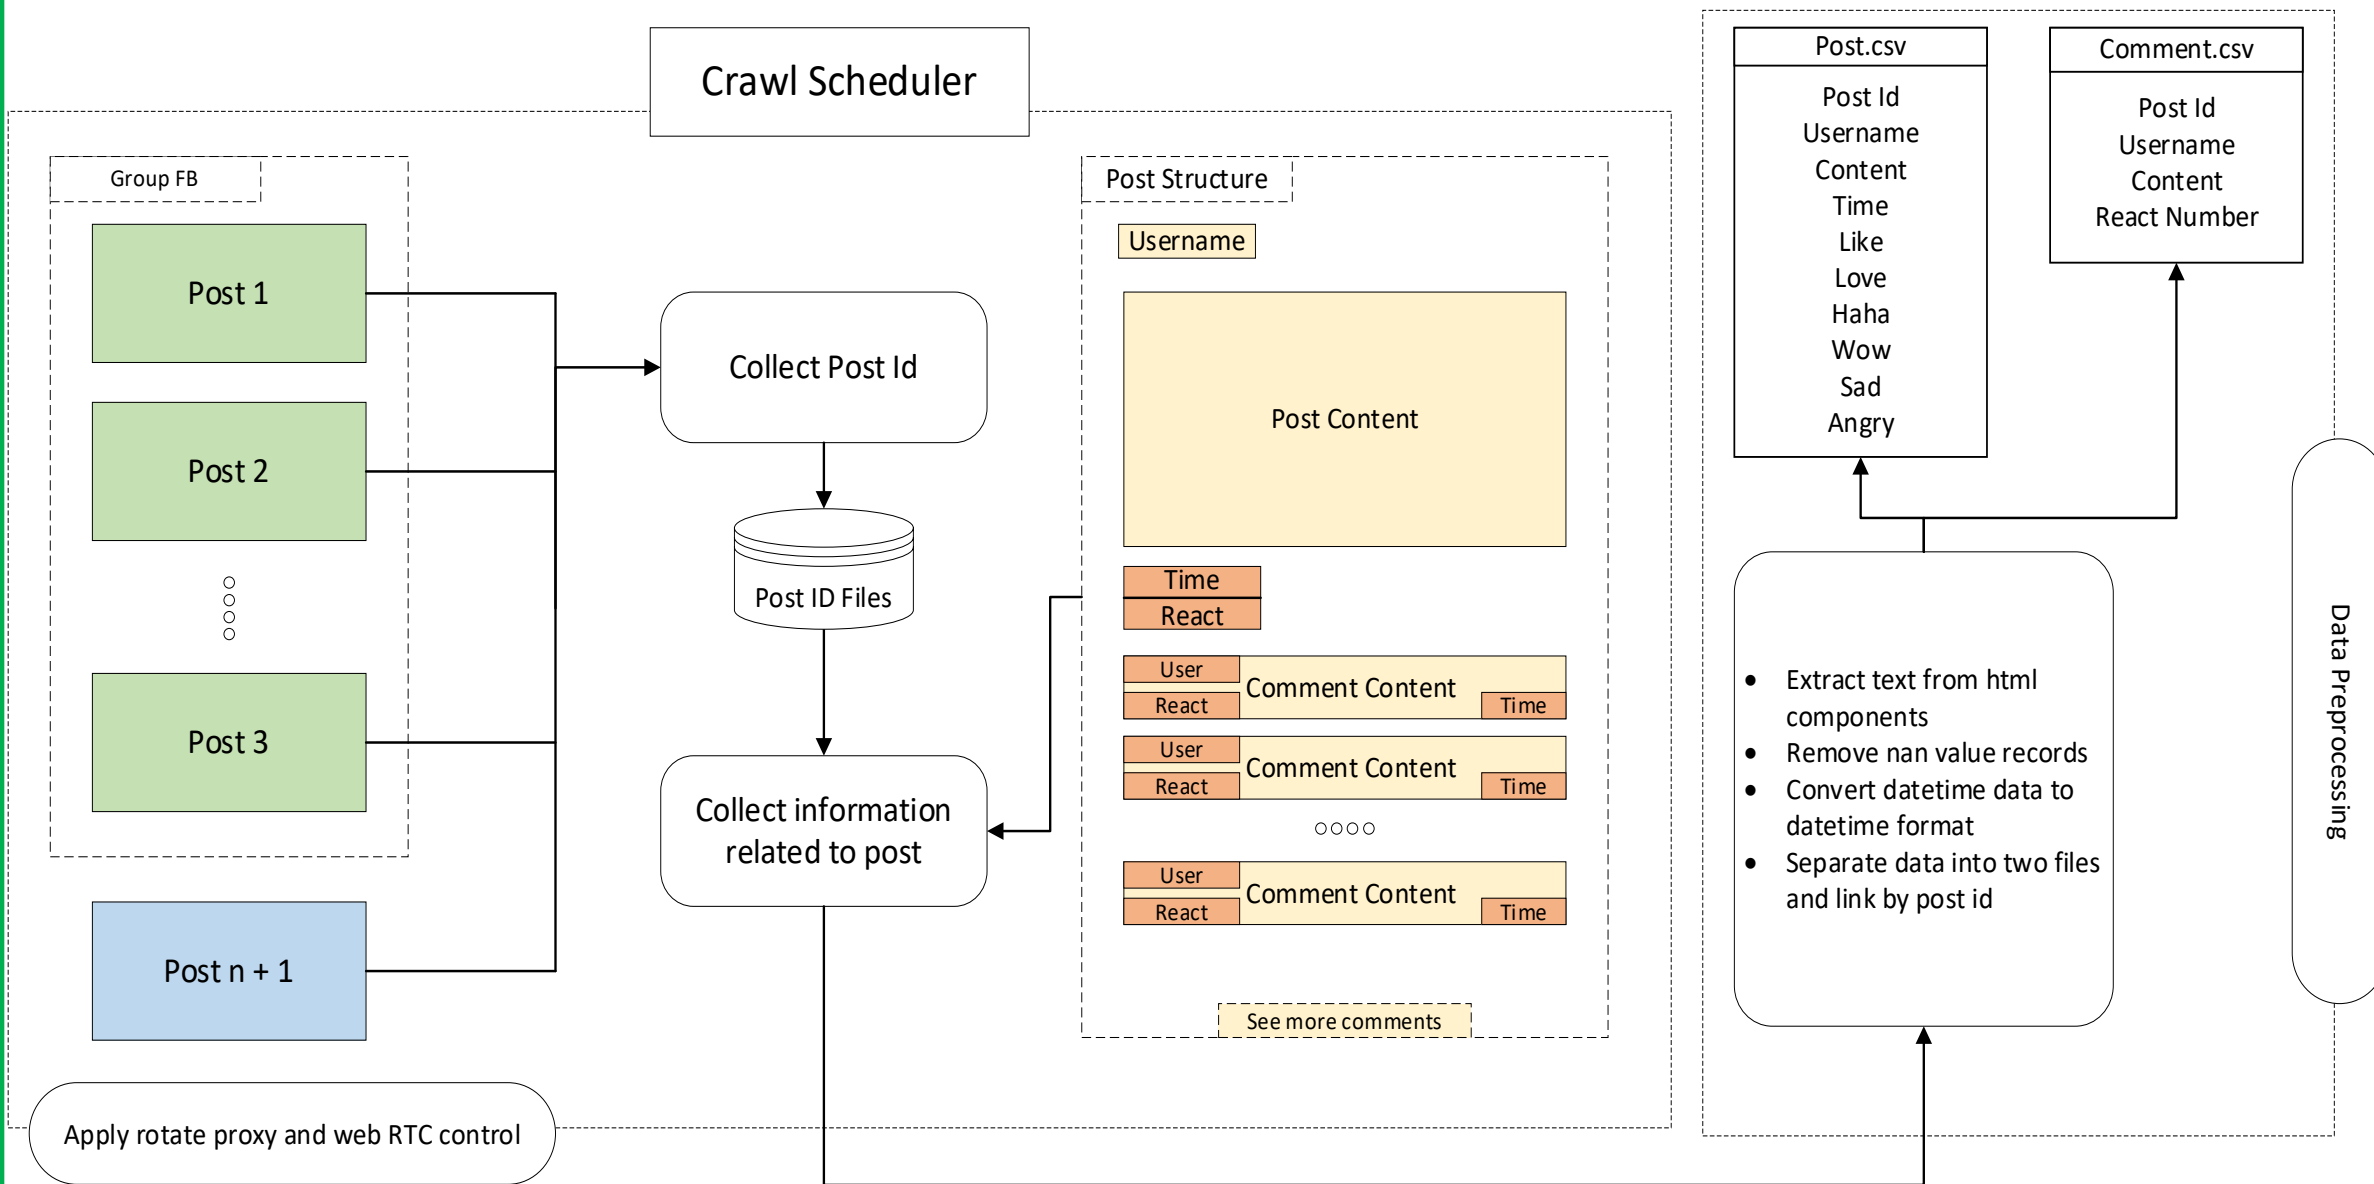 Crawl Scheduler
Group FB
Post 1
Post 2
Post 3
Post n + 1
Apply rotate proxy and web RTC control
Collect Post Id
Post ID Files
Collect information
related to post
Post Structure
Username
Post Content
Time
React
User
Comment Content
React
Time
User
Comment Content
React
Time
User
Comment Content
React
Time
See more comments
Post.csv
Post Id
Username
Content
Time
Like
Love
Haha
Wow
Sad
Angry
Comment.csv
Post Id
Username
Content
React Number
• Extract text from html
components
• Remove nan value records
• Convert datetime data to
datetime format
• Separate data into two files
and link by post id
Data Preprocessing